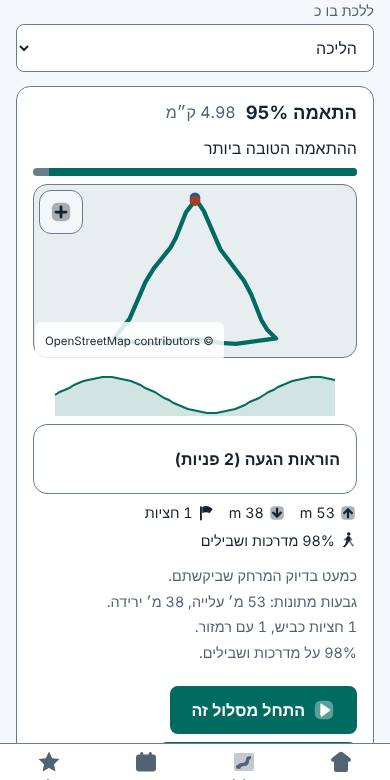 ללכת בו כ
הליכה
התאמה 95% 4.98 ק״מ
ההתאמה הטובה ביותר
+
OpenStreetMap contributors ©
הוראות הגעה (2 פניות)
53 m 38 m 1 חציות
98% מדרכות ושבילים
כמעט בדיוק המרחק שביקשתם.
גבעות מתונות: 53 מ׳ עלייה, 38 מ׳ ירידה.
1 חציות כביש, 1 עם רמזור.
98% על מדרכות ושבילים.
התחל מסלול זה